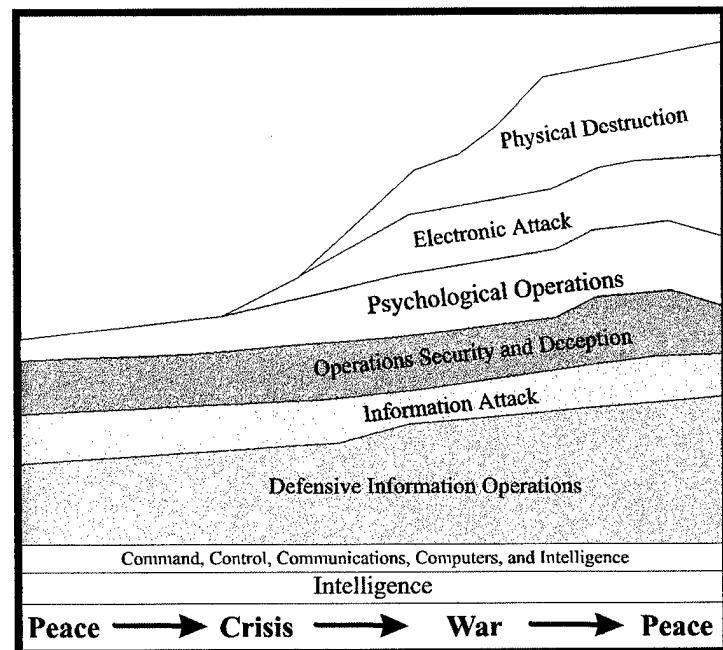 Physical Destruction
Electronic Attack
Psychological Operations
Operations Security and Deception
Information Attack
Defensive Information Operations
Command, Control, Communications, Computers, and Intelligence
Intelligence
Peace Crisis War Peace